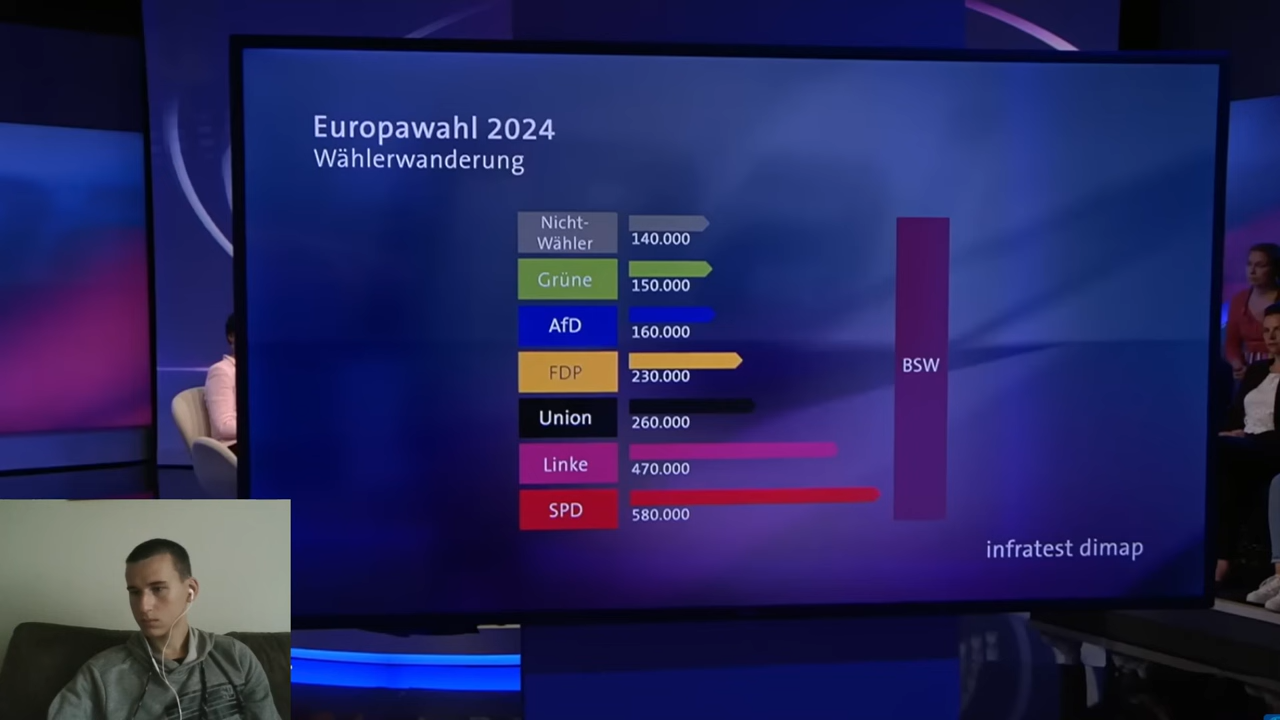 Europawahl 2024
Wählerwanderung
Nicht-
Wähler
140.000
Grüne
150.000
AfD
160.000
FDP
230.000
Union
260.000
Linke
470.000
SPD
580.000
BSW
infratest dimap